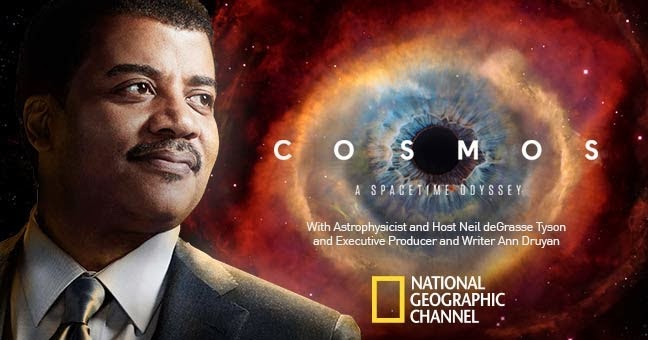 C O S M O S
A SPACETIME ODYSSEY
With Astrophysicist and Host Neil deGrasse Tyson
and Executive Producer and Writer Ann Druyan
NATIONAL
GEOGRAPHIC
CHANNEL